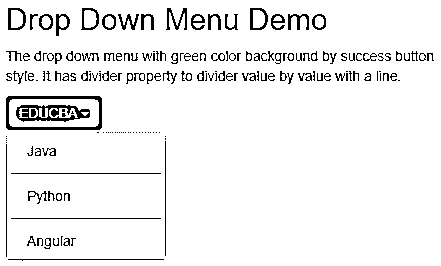 Drop Down Menu Demo
The drop down menu with green color background by success button
style. It has divider property to divider value by value with a line.
EDUCBA
Java
Python
Angular